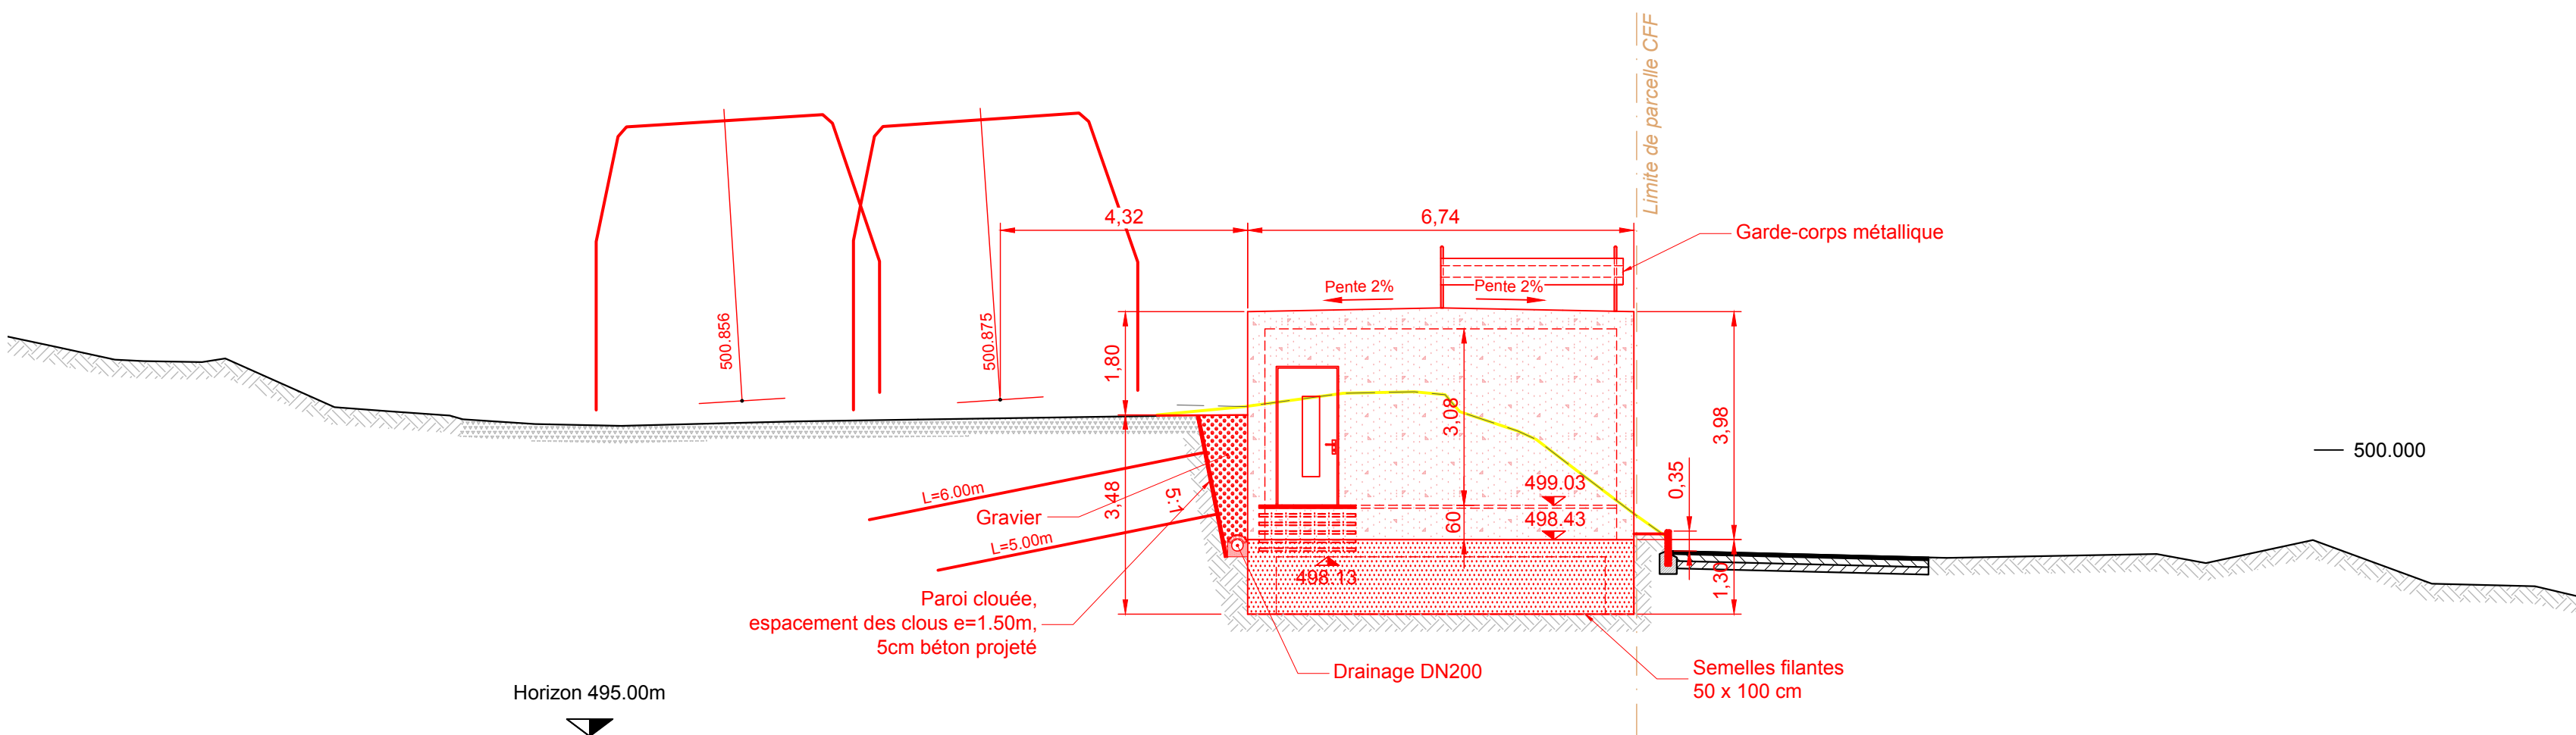 Limite de parcelle CFF
4,32
6,74
Garde-corps métallique
Pente 2%
Pente 2%
500.856
500.875
1,80
3,08
3,98
500.000
0,35
499.03
498.43
60
L=6.00m
Gravier
3,48
5:1
L=5.00m
498.13
1,30
Paroi clouée,
espacement des clous e=1.50m,
5cm béton projeté
Drainage DN200
Semelles filantes
50 x 100 cm
Horizon 495.00m